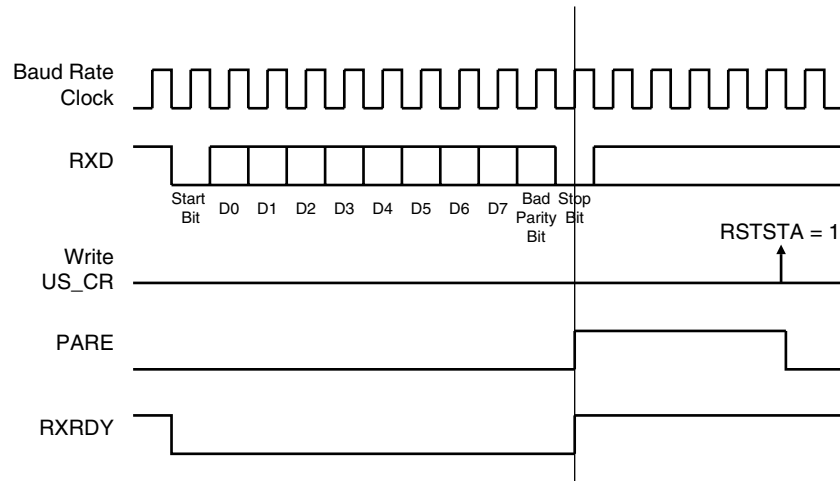 Baud Rate
Clock
RXD
Start
Bit
D0
D1
D2
D3
D4
D5
D6
D7
Bad
Parity
Bit
Stop
Bit
RSTSTA = 1
Write
US_CR
PARE
RXRDY